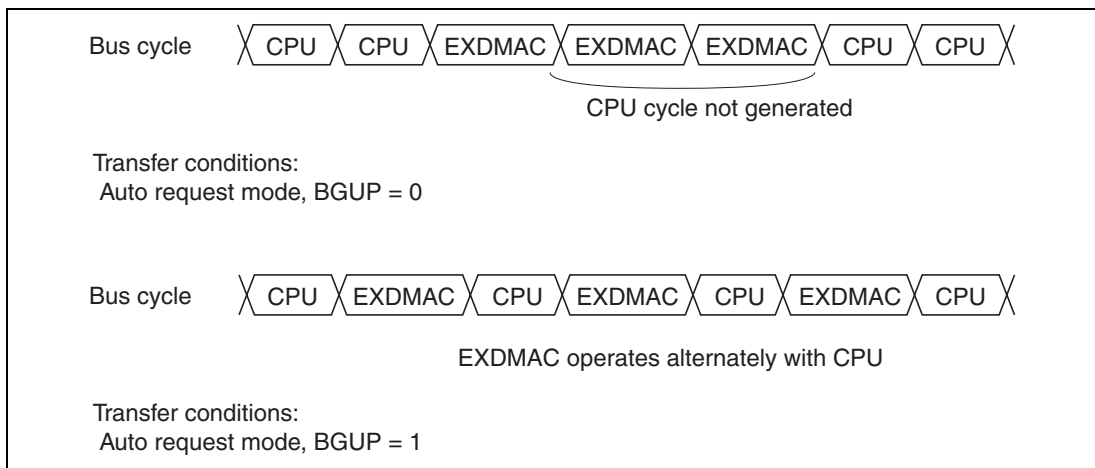 Bus cycle CPU CPU EXDMAC EXDMAC EXDMAC CPU CPU
CPU cycle not generated
Transfer conditions:
Auto request mode, BGUP = 0
Bus cycle CPU EXDMAC CPU EXDMAC CPU EXDMAC CPU
EXDMAC operates alternately with CPU
Transfer conditions:
Auto request mode, BGUP = 1